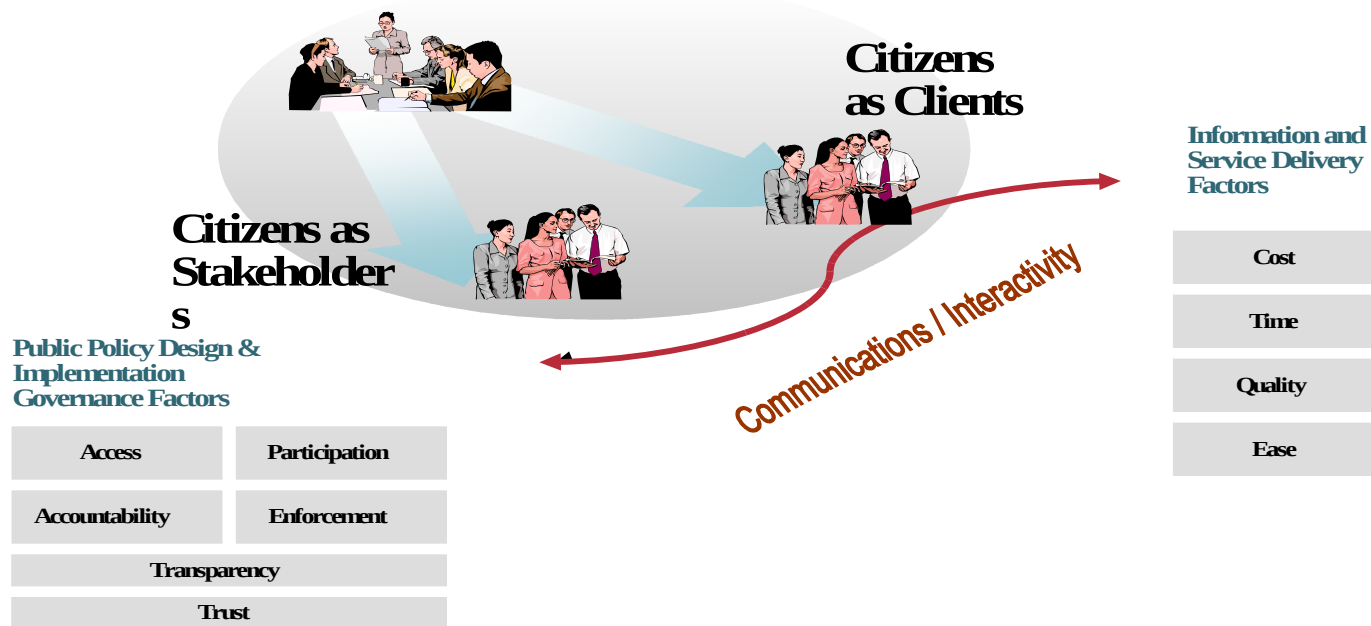 Citizens
as Clients
Information and
Service Delivery
Factors
Citizens as
Stakeholder
s
Cost
Time
Quality
Ease
Communications / Interactivity
Public Policy Design &
Implementation
Governance Factors
Access
Participation
Accountability
Enforcement
Transparency
Trust